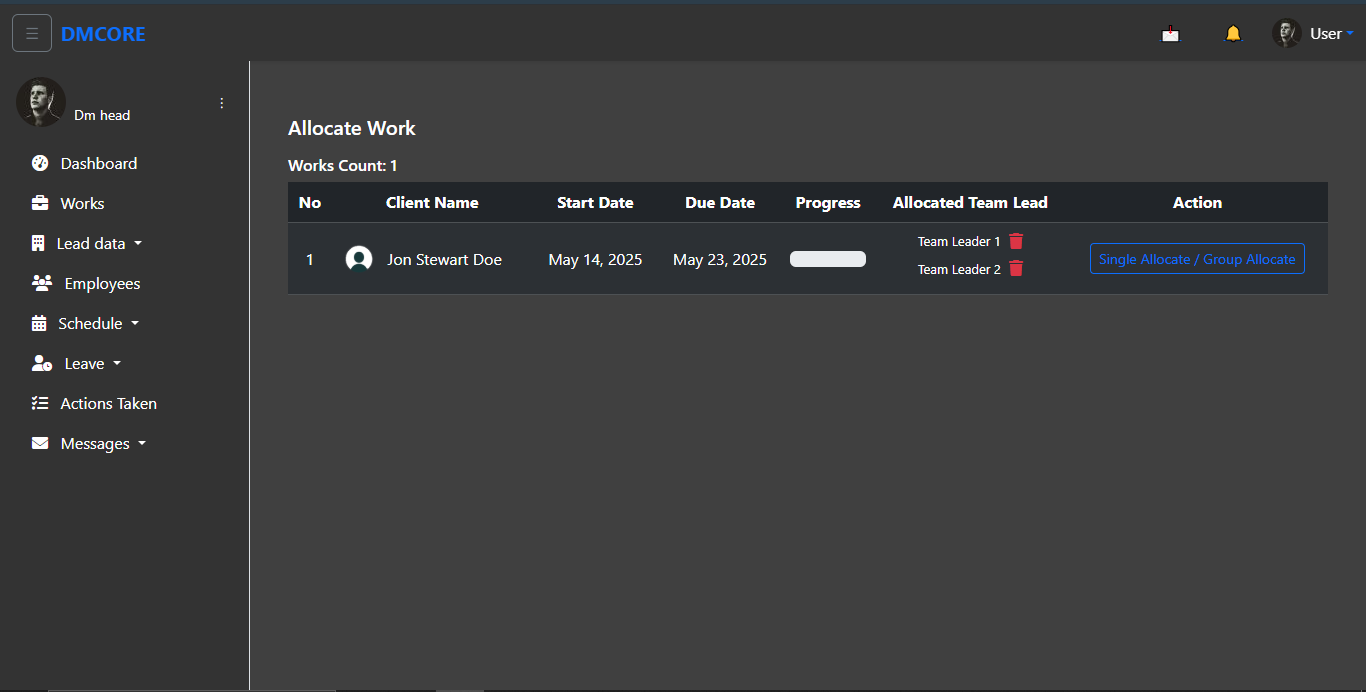 DMCORE
User
Dm head
Dashboard
Works
Lead data
Employees
Schedule
Leave
Actions Taken
Messages
Allocate Work
Works Count: 1
No Client Name Start Date Due Date Progress Allocated Team Lead Action
1 Jon Stewart Doe May 14, 2025 May 23, 2025 Team Leader 1 Single Allocate / Group Allocate
Team Leader 2